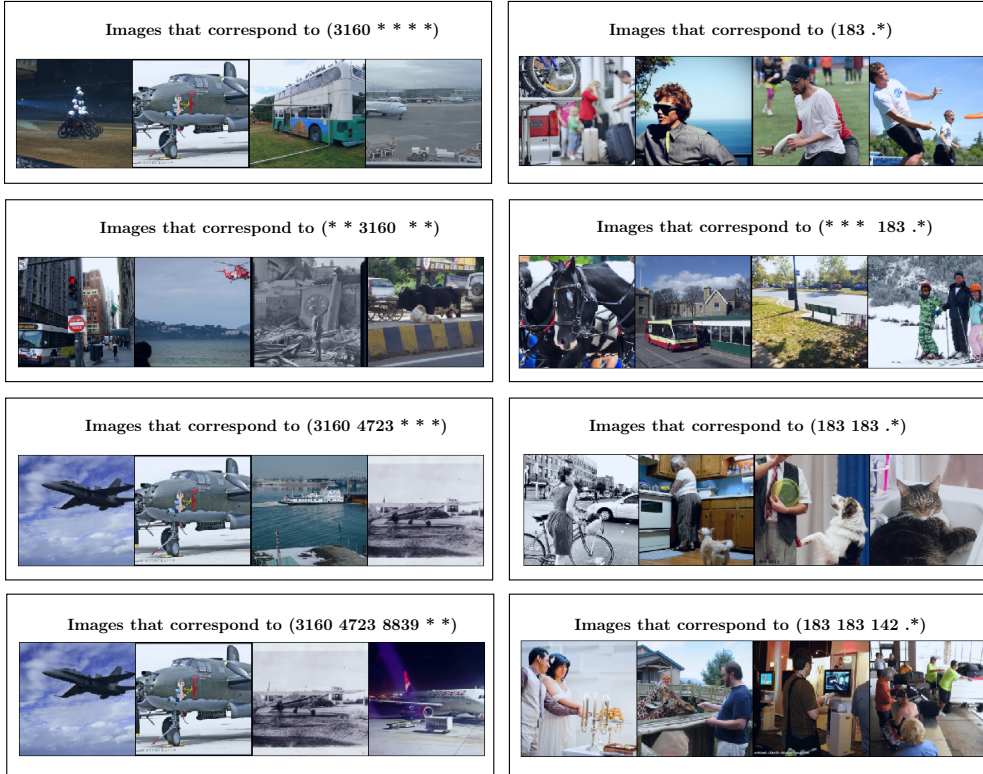 Images that correspond to (3160 * * * *)
Images that correspond to (183 .*)
Images that correspond to (* * 3160 * *)
Images that correspond to (* * * 183 .*)
Images that correspond to (3160 4723 * * *)
Images that correspond to (183 183 .*)
Images that correspond to (3160 4723 8839 * *)
Images that correspond to (183 183 142 .*)